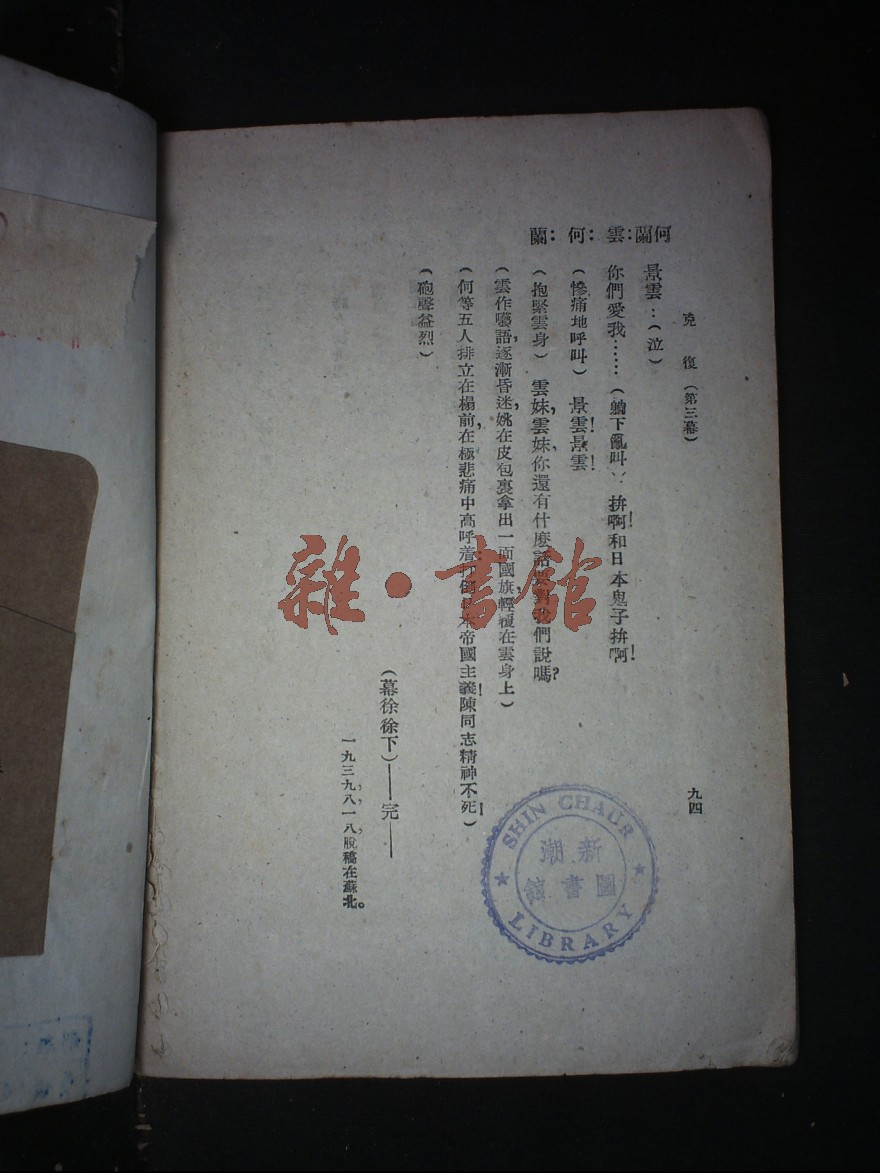 克復（第三幕）
九四
何蘭：景雲…（泣）
雲：你們愛我……（躺下亂叫）拚啊！和日本鬼子拚啊！
何：（慘痛地呼叫）景雲！景雲！
蘭：（抱緊雲身）雲妹，雲妹，你還有什麽話要對我們說嗎？
（雲作囈語，逐漸昏迷，姚在皮包裏拿出一面國旗，輕覆在雲身上）
（何等五人排立在榻前，在極悲痛中高呼着：打倒日本帝國主義！陳同志精神不死！）
（砲聲益烈）
（幕徐徐下）——完——
一九三九，八，一八，脫稿在蘇北。
SHIN CHAUR
新潮
圖書館
LIBRARY
雜·書館